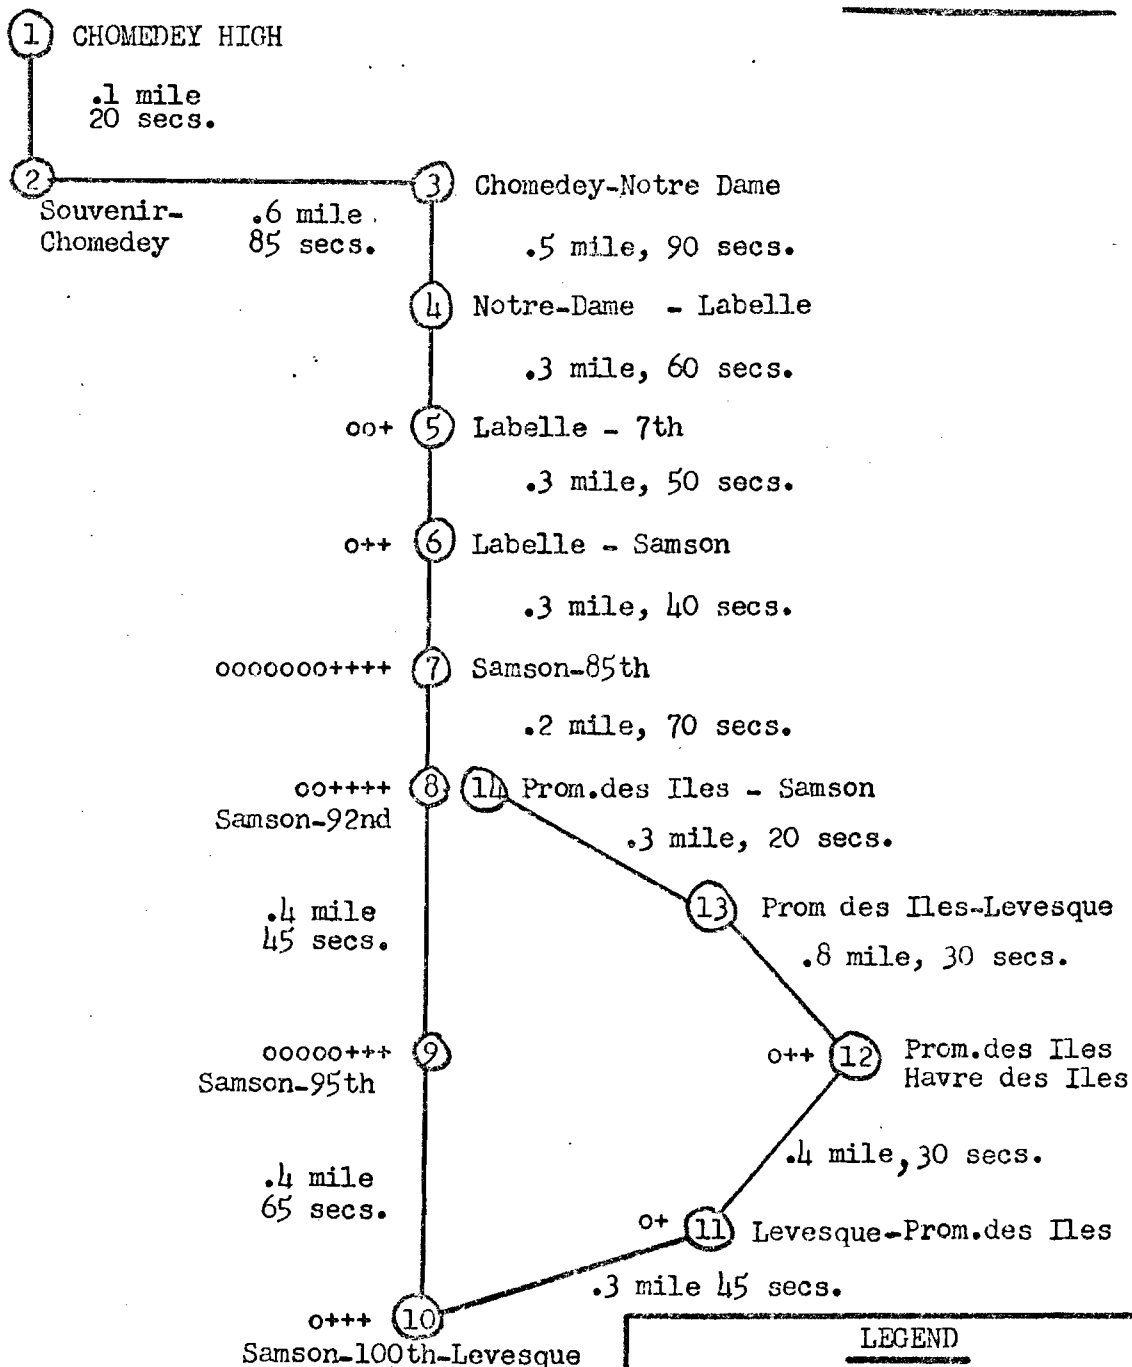 1 CHOMEDEY HIGH
.1 mile
20 secs.
2
3 Chomedey-Notre Dame
Souvenir-
Chomedey
.6 mile
85 secs.
.5 mile, 90 secs.
4 Notre-Dame - Labelle
.3 mile, 60 secs.
oo+ 5 Labelle - 7th
.3 mile, 50 secs.
o++ 6 Labelle - Samson
.3 mile, 40 secs.
ooooooo++++ 7 Samson-85th
.2 mile, 70 secs.
oo++++ 8 14 Prom.des Iles - Samson
Samson-92nd
.3 mile, 20 secs.
.4 mile
45 secs.
13 Prom des Iles-Levesque
.8 mile, 30 secs.
ooooo+++ 9
Samson-95th
o++ 12 Prom.des Iles
Havre des Iles
.4 mile, 30 secs.
.4 mile
65 secs.
o+ 11 Levesque-Prom.des Iles
.3 mile 45 secs.
o+++ 10
Samson-100th-Levesque
LEGEND